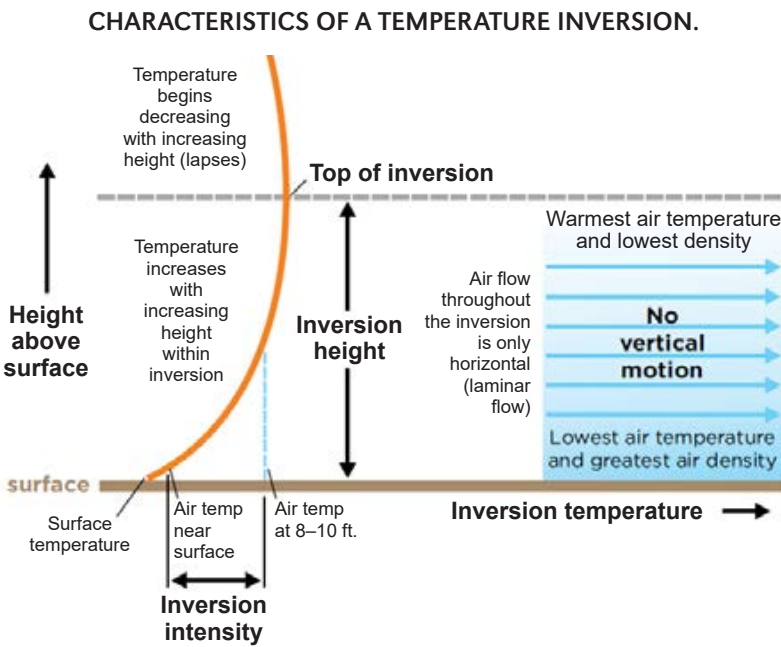 CHARACTERISTICS OF A TEMPERATURE INVERSION.
Temperature
begins
decreasing
with increasing
height (lapses)
Top of inversion
Warmest air temperature
and lowest density
Temperature
increases
with
increasing
height
within
inversion
Height
above
surface
Inversion
height
Air flow
throughout
the inversion
is only
horizontal
(laminar
flow)
No
vertical
motion
Lowest air temperature
and greatest air density
surface
Surface
temperature
Air temp
near
surface
Air temp
at 8–10 ft.
Inversion temperature
Inversion
intensity